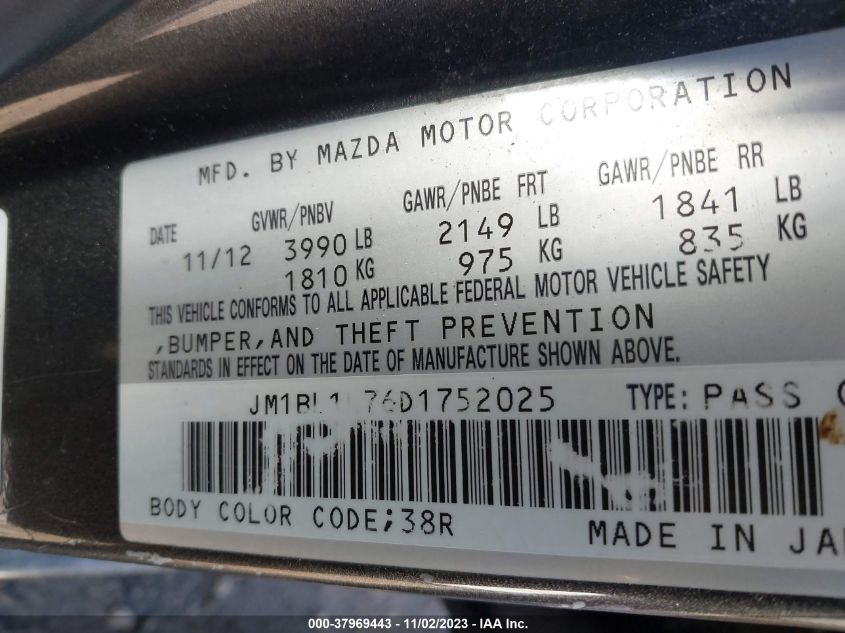 MFD. BY MAZDA MOTOR CORPORATION
DATE GVWR/PNBV GAWR/PNBE FRT GAWR/PNBE RR
11/12 3990 LB 2149 LB 1841 LB
1810 KG 975 KG 835 KG
THIS VEHICLE CONFORMS TO ALL APPLICABLE FEDERAL MOTOR VEHICLE SAFETY
,BUMPER,AND THEFT PREVENTION
STANDARDS IN EFFECT ON THE DATE OF MANUFACTURE SHOWN ABOVE.
TYPE: PASS
BODY COLOR CODE;38R MADE IN
000-37969443 - 11/02/2023 - IAA Inc.